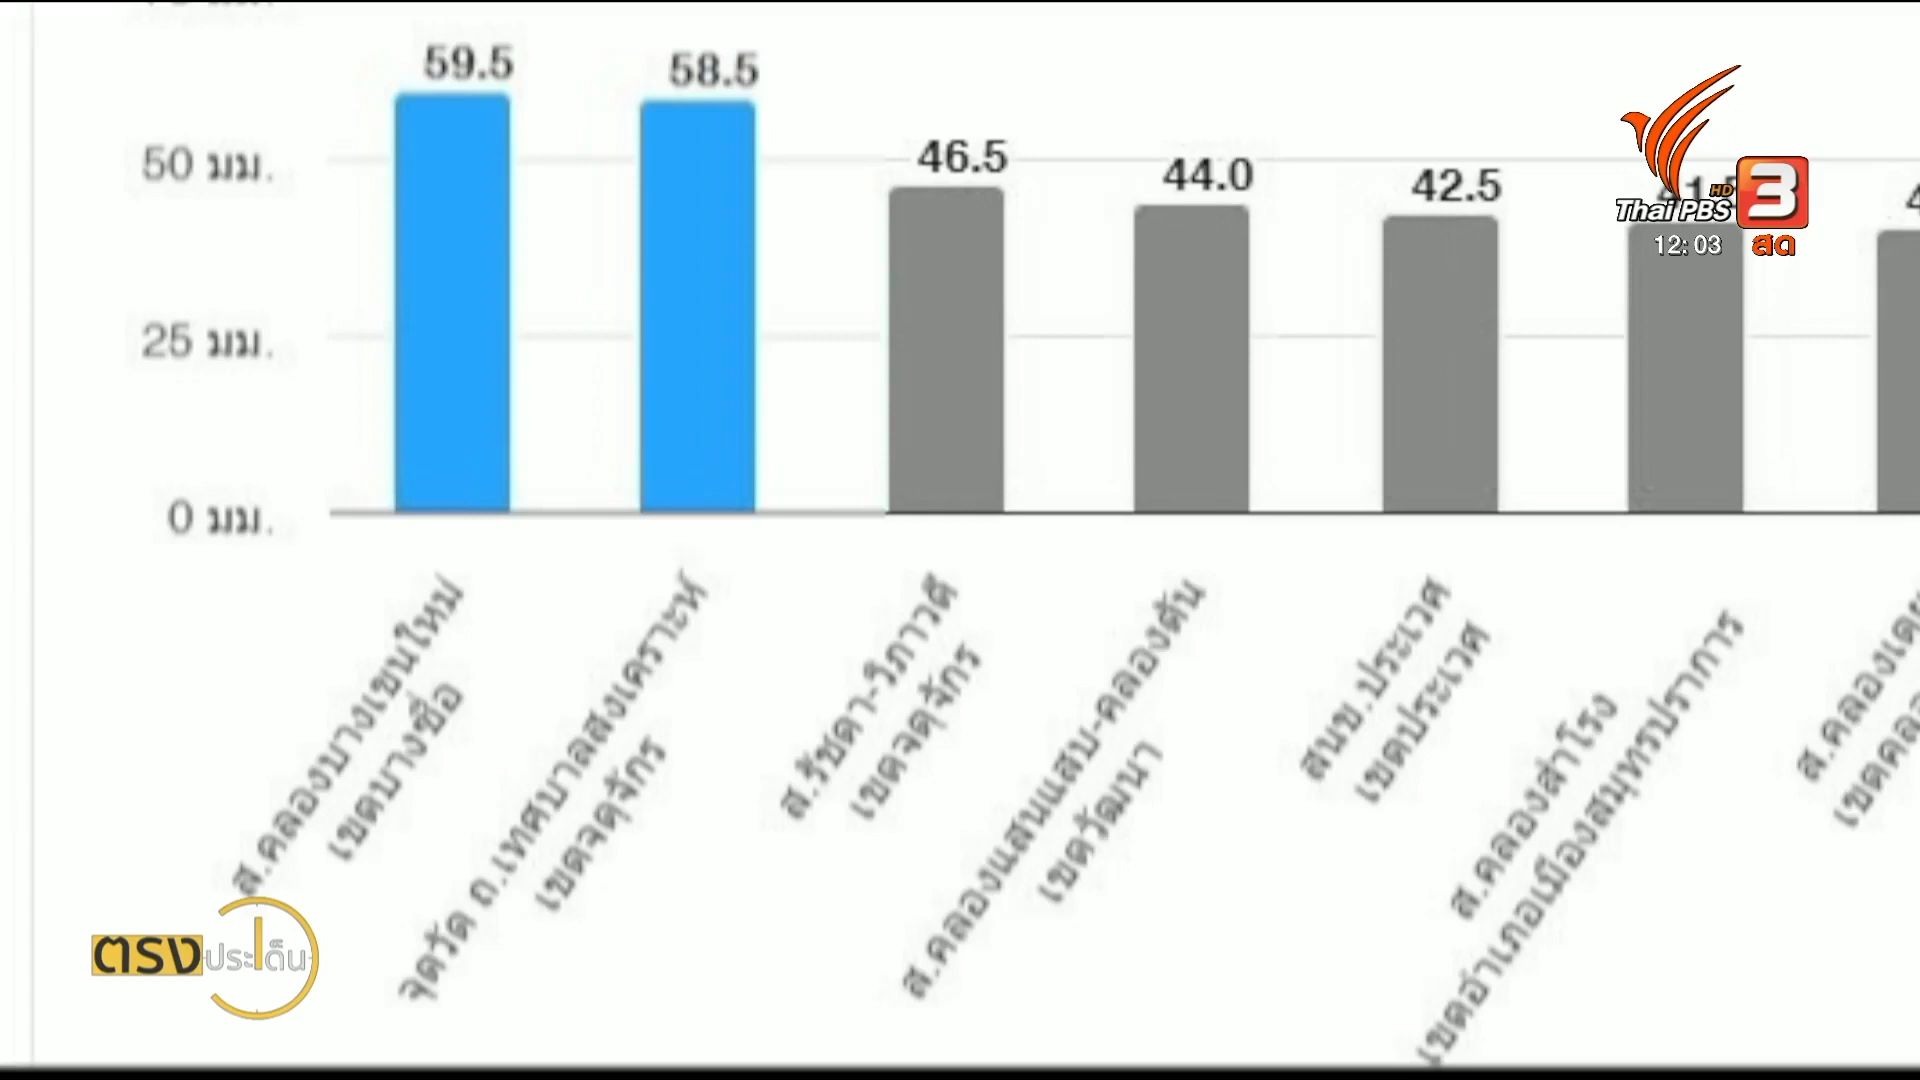 59.5
58.5
46.5
44.0
42.5
50 มม.
25 มม.
0 มม.
HD
Thai PBS 3
12:03 สด
ส.คลองบางเขนใหม่
เขตบางซื่อ
จุดวัด ถ.เทศบาลสงเคราะห์
เขตจตุจักร
ส.รัชดา-วิภาวดี
เขตจตุจักร
ส.คลองแสนแสบ-คลองตัน
เขตวัฒนา
สนข.ประเวศ
เขตประเวศ
ส.คลองสำโรง
เขตอำเภอเมืองสมุทรปราการ
ตรงประเด็น